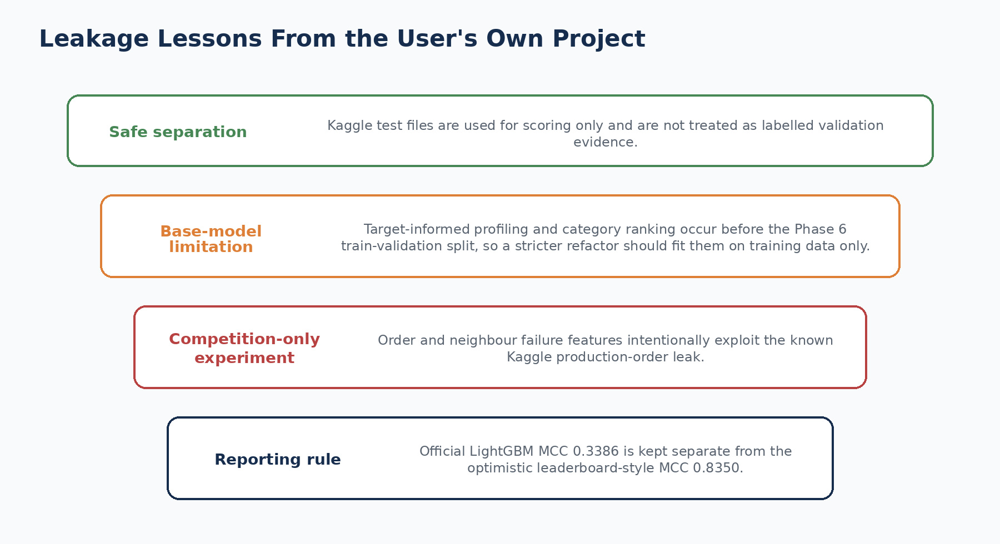 Leakage Lessons From the User's Own Project
Safe separation
Kaggle test files are used for scoring only and are not treated as labelled validation
evidence.
Base-model
limitation
Target-informed profiling and category ranking occur before the Phase 6
train-validation split, so a stricter refactor should fit them on training data only.
Competition-only
experiment
Order and neighbour failure features intentionally exploit the known
Kaggle production-order leak.
Reporting rule
Official LightGBM MCC 0.3386 is kept separate from the
optimistic leaderboard-style MCC 0.8350.